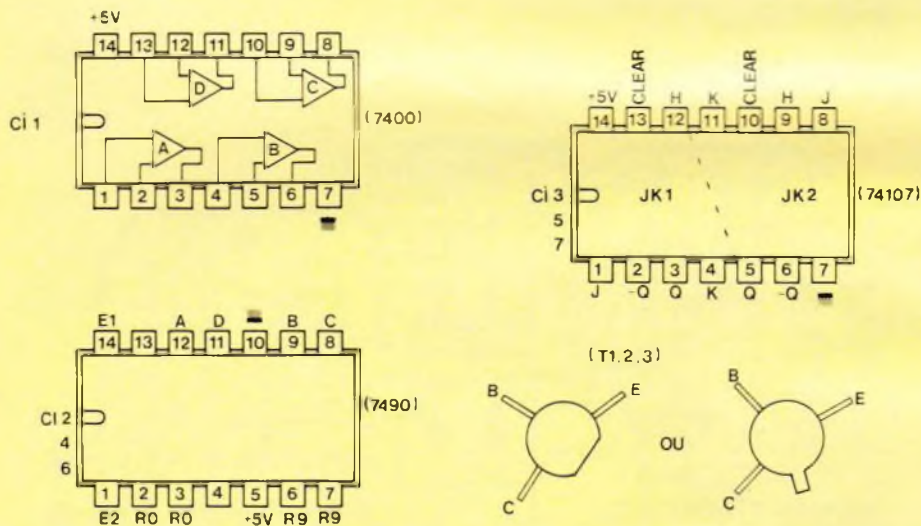 +5V
14 13 12 11 10 9 8
D C
Ci 1
(7400)
A B
1 2 3 4 5 6 7
+5V CLEAR H K CLEAR H J
14 13 12 11 10 9 8
Ci 3
5
7
JK1 JK2
(74107)
1 2 3 4 5 6 7
J -Q Q K Q -Q
E1 A D B C
14 13 12 11 10 9 8
CI 2
4
6
(7490)
1 2 3 4 5 6 7
E2 R0 R0 +5V R9 R9
(T1.2.3)
B E
C
OU
B E
C